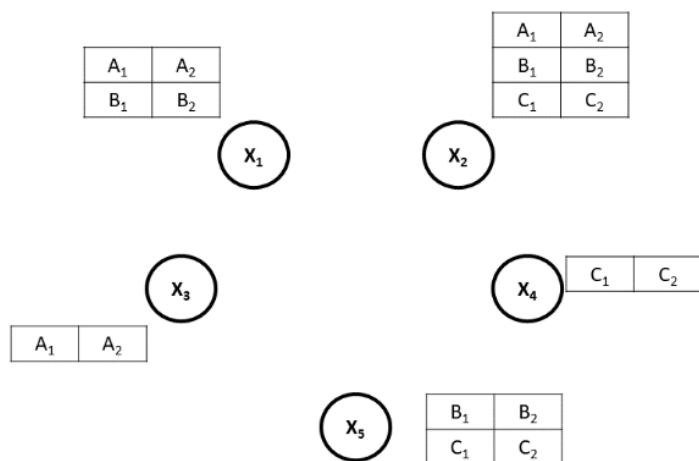 A₁ A₂
B₁ B₂
X₁
A₁ A₂
B₁ B₂
C₁ C₂
X₂
X₃
A₁ A₂
X₄
C₁ C₂
X₅
B₁ B₂
C₁ C₂